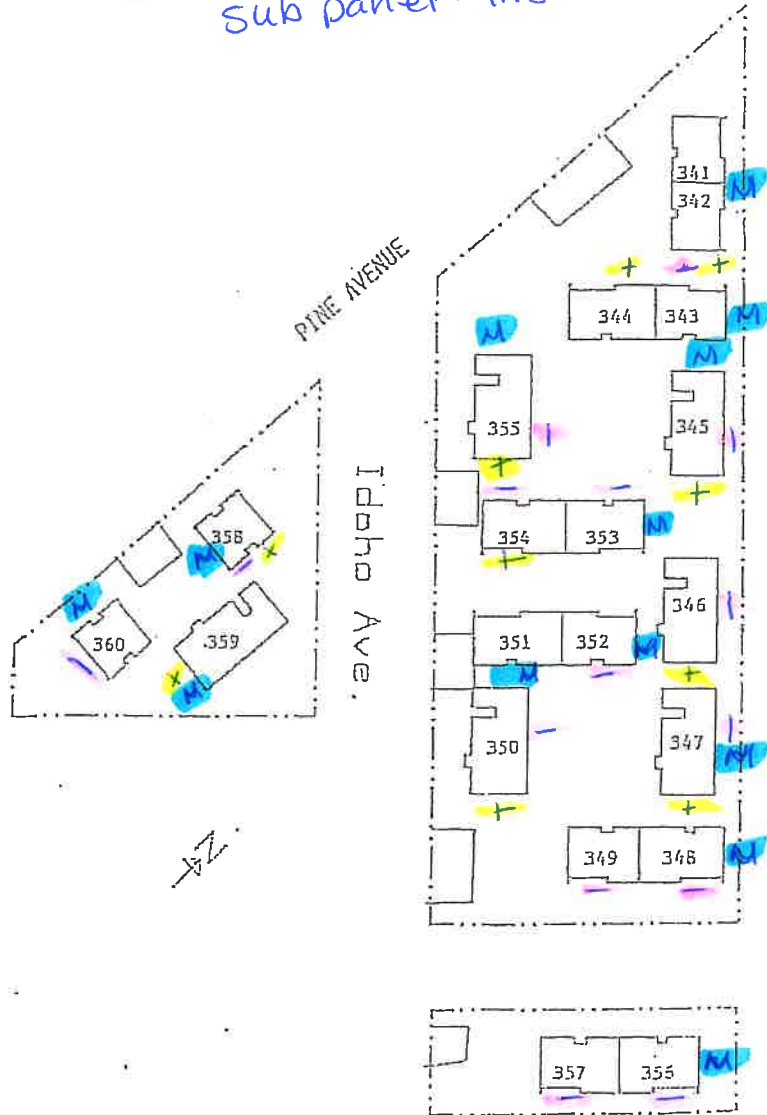 Sub panel
341
M
342
+ - +
344 343 M
M
M
355
345
+
+
354 353 M
+
358
M
x
346
M
360
359
351 352 M
M
+
x
M
350
347
M
+
+
349 348 M
357 356 M
PINE AVENUE
Idaho Ave.
N